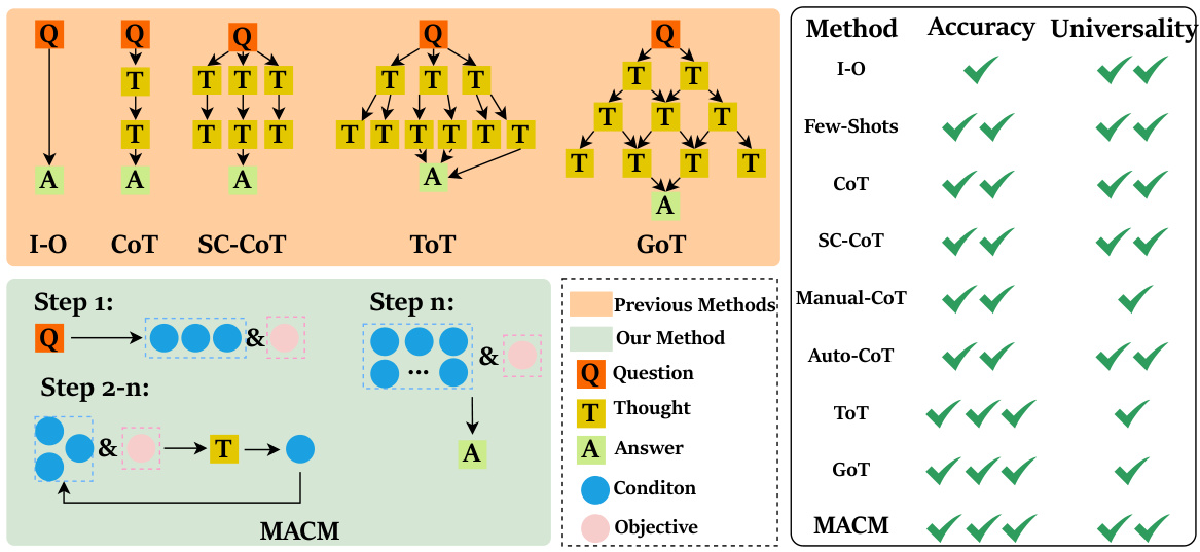 Q Q Q Q Q
T T T T T T T T T
T T T T
T T T T T T T T T T
T T T T
A A A A
A
I-O CoT SC-CoT ToT GoT
Step 1:
Q & 
Step 2-n:
& T
Step n:
... &
A
MACM
Previous Methods
Our Method
Q Question
T Thought
A Answer
Conditon
Objective
Method Accuracy Universality
I-O
Few-Shots
CoT
SC-CoT
Manual-CoT
Auto-CoT
ToT
GoT
MACM